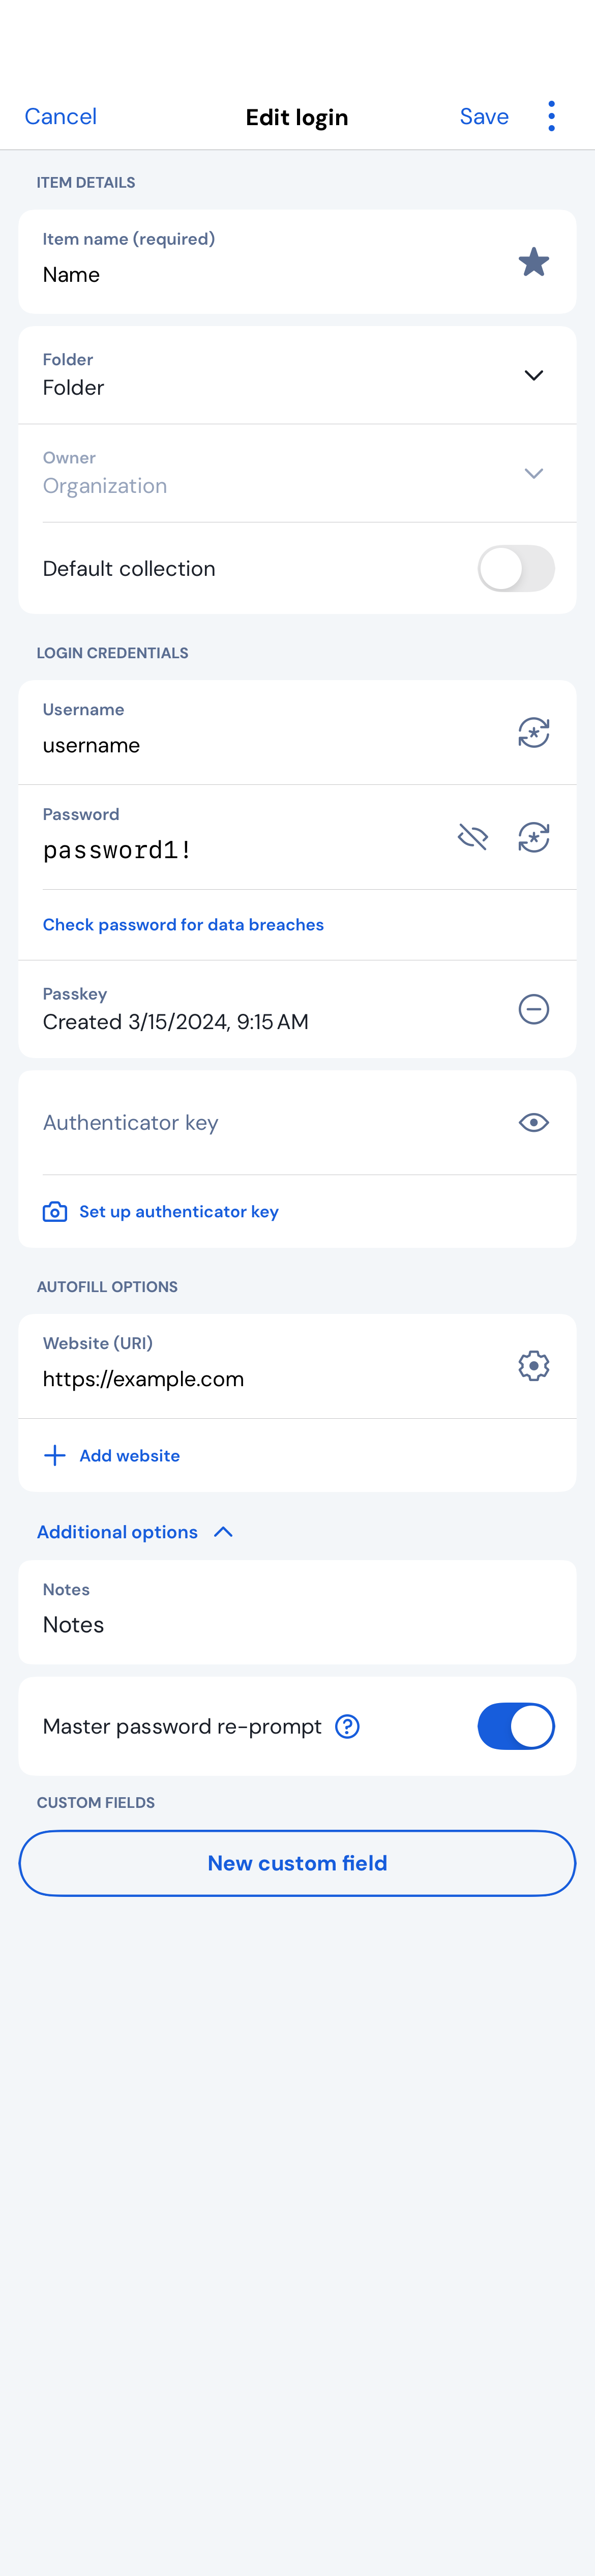 Cancel
Edit login
Save
ITEM DETAILS
Item name (required)
Name
Folder
Folder
Owner
Organization
Default collection
LOGIN CREDENTIALS
Username
username
Password
password1!
Check password for data breaches
Passkey
Created 3/15/2024, 9:15 AM
Authenticator key
Set up authenticator key
AUTOFILL OPTIONS
Website (URI)
https://example.com
Add website
Additional options
Notes
Notes
Master password re-prompt
CUSTOM FIELDS
New custom field